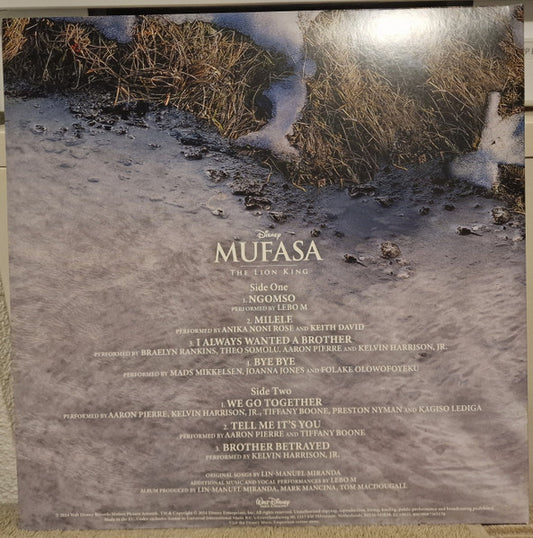 Disney
MUFASA
THE LION KING
Side One
1. NGOMSO
PERFORMED BY LEBO M
2. MILELE
PERFORMED BY ANIKA NONI ROSE AND KEITH DAVID
3. I ALWAYS WANTED A BROTHER
PERFORMED BY BRAELYN RANKINS, THEO SOMOLU, AARON PIERRE AND KELVIN HARRISON, JR.
4. BYE BYE
PERFORMED BY MADS MIKKELSEN, JOANNA JONES AND FOLAKE OLOWOFOYEKU
Side Two
1. WE GO TOGETHER
PERFORMED BY AARON PIERRE, KELVIN HARRISON, JR., TIFFANY BOONE, PRESTON NYMAN AND KAGISO LEDIGA
2. TELL ME IT'S YOU
PERFORMED BY AARON PIERRE AND TIFFANY BOONE
3. BROTHER BETRAYED
PERFORMED BY KELVIN HARRISON, JR.
ORIGINAL SONGS BY LIN-MANUEL MIRANDA
ADDITIONAL MUSIC AND VOCAL PERFORMANCES BY LEBO M
ALBUM PRODUCED BY LIN-MANUEL MIRANDA, MARK MANCINA, TOM MACDOUGALL
WALT DISNEY